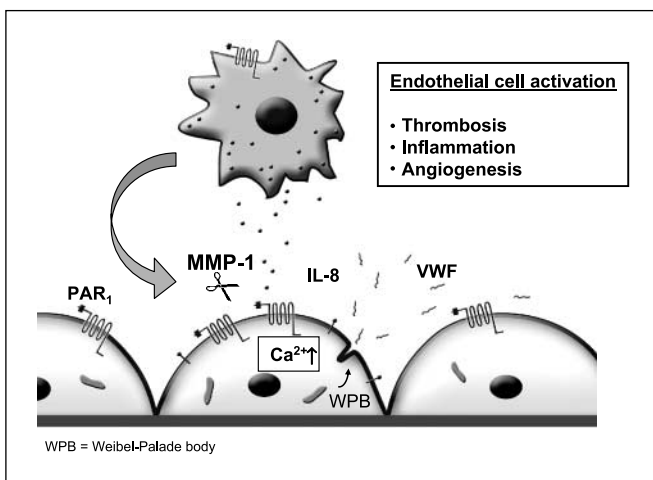 Endothelial cell activation
• Thrombosis
• Inflammation
• Angiogenesis
MMP-1
IL-8
VWF
PAR₁
Ca²⁺↑
WPB
WPB = Weibel-Palade body